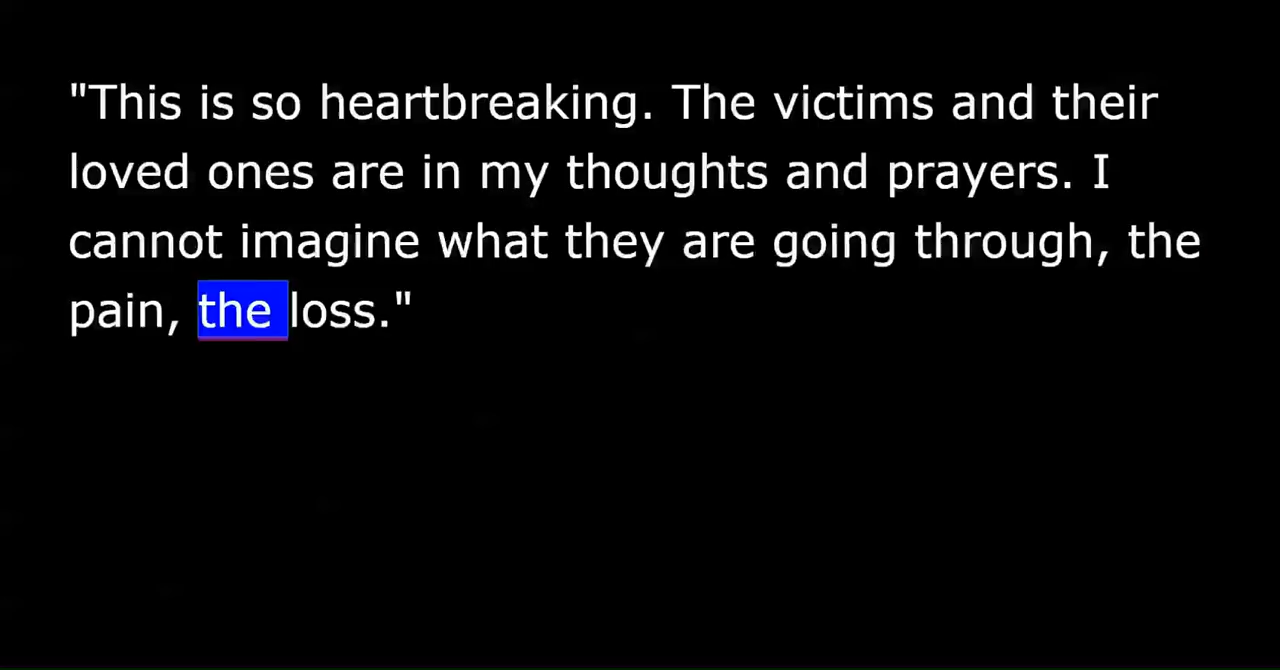 "This is so heartbreaking. The victims and their
loved ones are in my thoughts and prayers. I
cannot imagine what they are going through, the
pain, the loss."